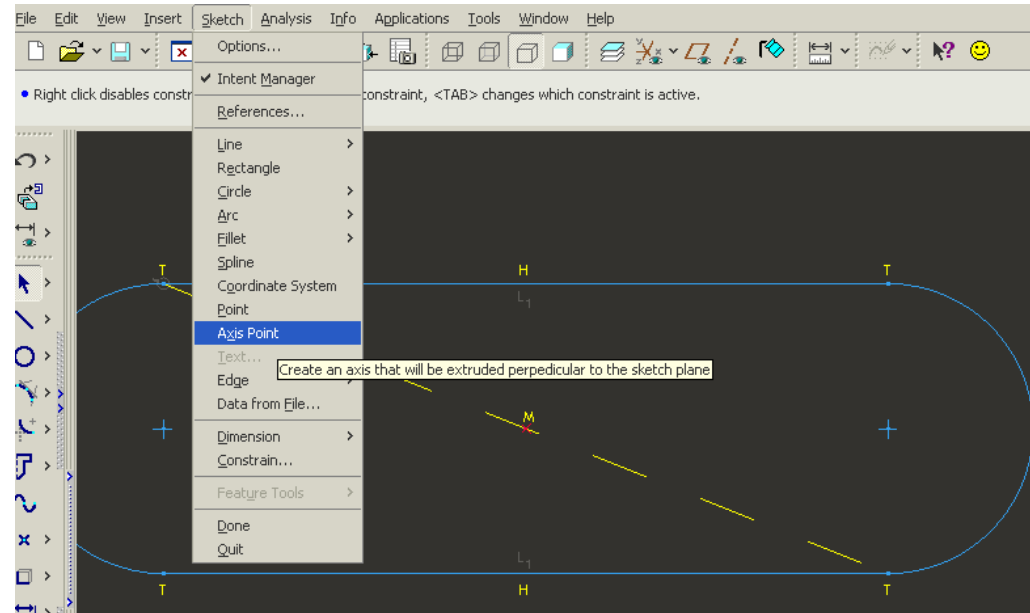 File Edit View Insert Sketch Analysis Info Applications Tools Window Help
Options...
Intent Manager
• Right click disables constr constraint, <TAB> changes which constraint is active.
References...
Line
Rectangle
Circle
Arc
Fillet
Spline
Coordinate System
Point
Axis Point
Text...
Create an axis that will be extruded perpedicular to the sketch plane
Edge
Data from File...
Dimension
Constrain...
Feature Tools
Done
Quit
T H T
L1
M
L1
T H T